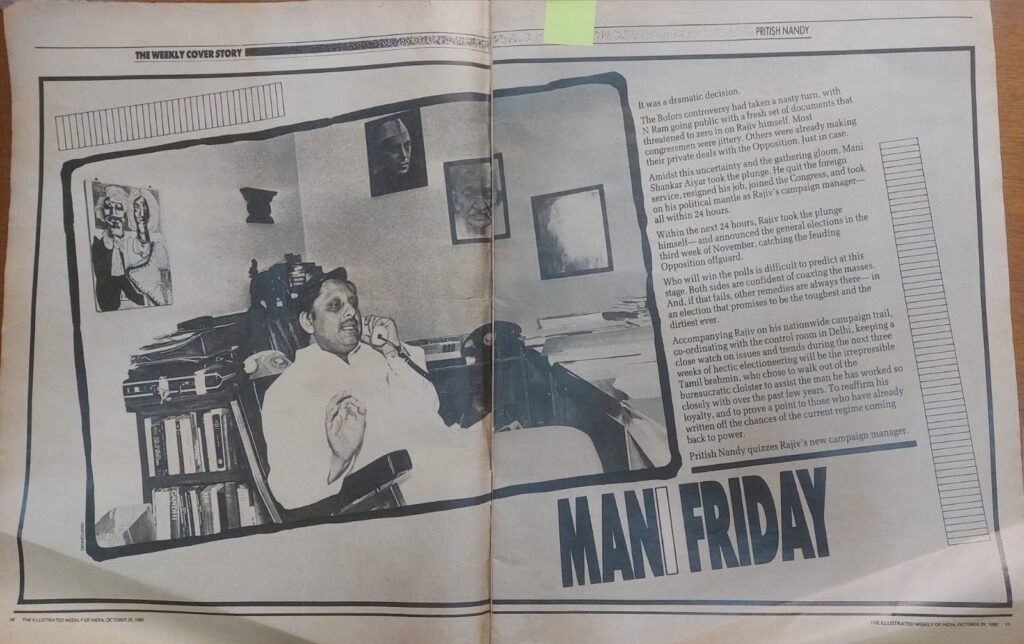 THE WEEKLY COVER STORY
PRITISH NANDY
It was a dramatic decision.
The Bofors controversy had taken a nasty turn, with
N Ram going public with a fresh set of documents that
threatened to zero in on Rajiv himself. Most
congressmen were jittery. Others were already making
their private deals with the Opposition. Just in case.
Amidst this uncertainty and the gathering gloom, Mani
Shankar Aiyar took the plunge. He quit the foreign
service, resigned his job, joined the Congress, and took
on his political mantle as Rajiv's campaign manager—
all within 24 hours.
Within the next 24 hours, Rajiv took the plunge
himself— and announced the general elections in the
third week of November, catching the feuding
Opposition offguard.
Who will win the polls is difficult to predict at this
stage. Both sides are confident of coaxing the masses.
And, if that fails, other remedies are always there— in
an election that promises to be the toughest and the
dirtiest ever.
Accompanying Rajiv on his nationwide campaign trail,
co-ordinating with the control room in Delhi, keeping a
close watch on issues and trends during the next three
weeks of hectic electioneering will be the irrepressible
Tamil brahmin, who chose to walk out of the
bureaucratic cloister to assist the man he has worked so
closely with over the past few years. To reaffirm his
loyalty, and to prove a point to those who have already
written off the chances of the current regime coming
back to power.
Pritish Nandy quizzes Rajiv's new campaign manager.
MANI FRIDAY
GANDHI
10 THE ILLUSTRATED WEEKLY OF INDIA, OCTOBER 29, 1989
THE ILLUSTRATED WEEKLY OF INDIA, OCTOBER 29, 1989 11